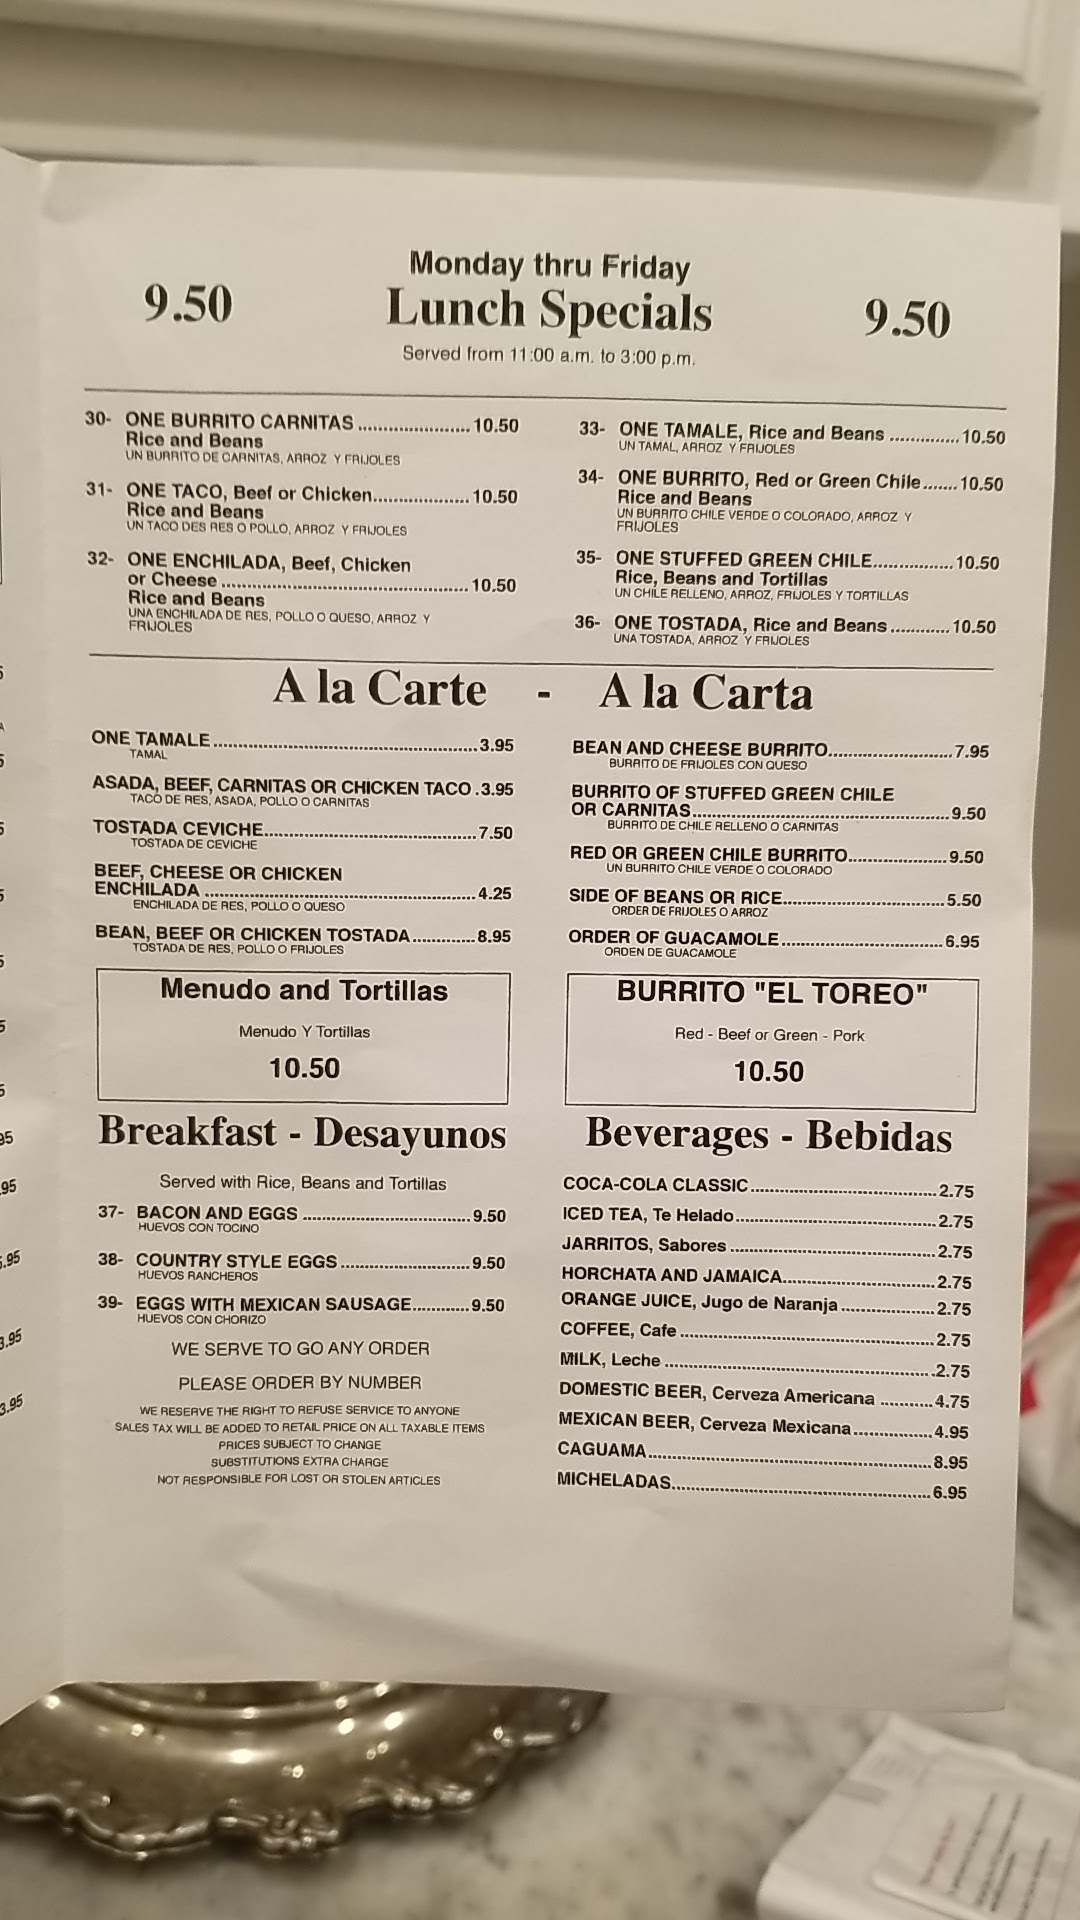 Monday thru Friday
9.50 Lunch Specials 9.50
Served from 11:00 a.m. to 3:00 p.m.
30- ONE BURRITO CARNITAS ...................... 10.50
Rice and Beans
UN BURRITO DE CARNITAS, ARROZ Y FRIJOLES
31- ONE TACO, Beef or Chicken................... 10.50
Rice and Beans
UN TACO DES RES O POLLO, ARROZ Y FRIJOLES
32- ONE ENCHILADA, Beef, Chicken
or Cheese ................................................ 10.50
Rice and Beans
UNA ENCHILADA DE RES, POLLO O QUESO, ARROZ Y
FRIJOLES
33- ONE TAMALE, Rice and Beans .............. 10.50
UN TAMAL, ARROZ Y FRIJOLES
34- ONE BURRITO, Red or Green Chile....... 10.50
Rice and Beans
UN BURRITO CHILE VERDE O COLORADO, ARROZ Y
FRIJOLES
35- ONE STUFFED GREEN CHILE................ 10.50
Rice, Beans and Tortillas
UN CHILE RELLENO, ARROZ, FRIJOLES Y TORTILLAS
36- ONE TOSTADA, Rice and Beans ............ 10.50
UNA TOSTADA, ARROZ Y FRIJOLES
A la Carte - A la Carta
ONE TAMALE ..................................................... 3.95
TAMAL
ASADA, BEEF, CARNITAS OR CHICKEN TACO .3.95
TACO DE RES, ASADA, POLLO O CARNITAS
TOSTADA CEVICHE........................................... 7.50
TOSTADA DE CEVICHE
BEEF, CHEESE OR CHICKEN
ENCHILADA ....................................................... 4.25
ENCHILADA DE RES, POLLO O QUESO
BEAN, BEEF OR CHICKEN TOSTADA ............. 8.95
TOSTADA DE RES, POLLO O FRIJOLES
BEAN AND CHEESE BURRITO......................... 7.95
BURRITO DE FRIJOLES CON QUESO
BURRITO OF STUFFED GREEN CHILE
OR CARNITAS.................................................... 9.50
BURRITO DE CHILE RELLENO O CARNITAS
RED OR GREEN CHILE BURRITO.................... 9.50
UN BURRITO CHILE VERDE O COLORADO
SIDE OF BEANS OR RICE................................. 5.50
ORDER DE FRIJOLES O ARROZ
ORDER OF GUACAMOLE................................. 6.95
ORDEN DE GUACAMOLE
Menudo and Tortillas
Menudo Y Tortillas
10.50
BURRITO "EL TOREO"
Red - Beef or Green - Pork
10.50
Breakfast - Desayunos
Served with Rice, Beans and Tortillas
37- BACON AND EGGS .................................. 9.50
HUEVOS CON TOCINO
38- COUNTRY STYLE EGGS .......................... 9.50
HUEVOS RANCHEROS
39- EGGS WITH MEXICAN SAUSAGE............ 9.50
HUEVOS CON CHORIZO
WE SERVE TO GO ANY ORDER
PLEASE ORDER BY NUMBER
WE RESERVE THE RIGHT TO REFUSE SERVICE TO ANYONE
SALES TAX WILL BE ADDED TO RETAIL PRICE ON ALL TAXABLE ITEMS
PRICES SUBJECT TO CHANGE
SUBSTITUTIONS EXTRA CHARGE
NOT RESPONSIBLE FOR LOST OR STOLEN ARTICLES
Beverages - Bebidas
COCA-COLA CLASSIC...................................... 2.75
ICED TEA, Te Helado......................................... 2.75
JARRITOS, Sabores .......................................... 2.75
HORCHATA AND JAMAICA............................... 2.75
ORANGE JUICE, Jugo de Naranja ................... 2.75
COFFEE, Cafe ................................................... 2.75
MILK, Leche ...................................................... 2.75
DOMESTIC BEER, Cerveza Americana ........... 4.75
MEXICAN BEER, Cerveza Mexicana................ 4.95
CAGUAMA.......................................................... 8.95
MICHELADAS..................................................... 6.95